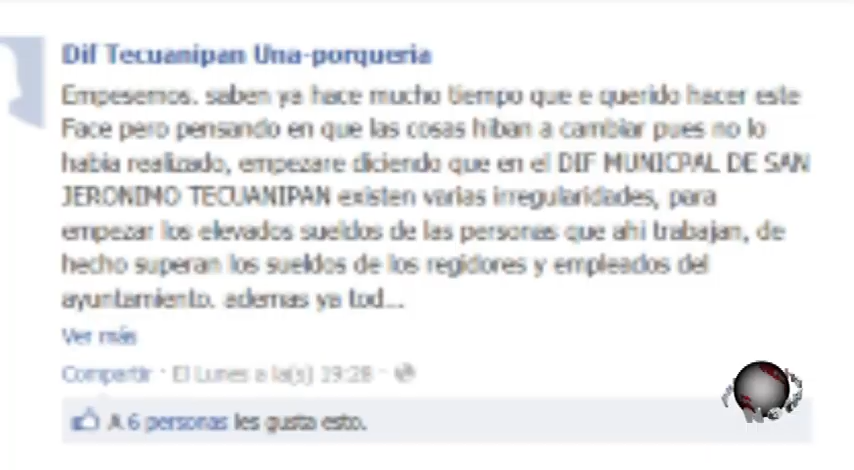 Dif Tecuanipan Una-porqueria
Empesemos. saben ya hace mucho tiempo que e querido hacer este
Face pero pensando en que las cosas hiban a cambiar pues no lo
habia realizado, empezare diciendo que en el DIF MUNICPAL DE SAN
JERONIMO TECUANIPAN existen varias irregularidades, para
empezar los elevados sueldos de las personas que ahi trabajan, de
hecho superan los sueldos de los regidores y empleados del
ayuntamiento. ademas ya tod...
Ver más
Compartir · El Lunes a la(s) 19:28 ·
A 6 personas les gusta esto.